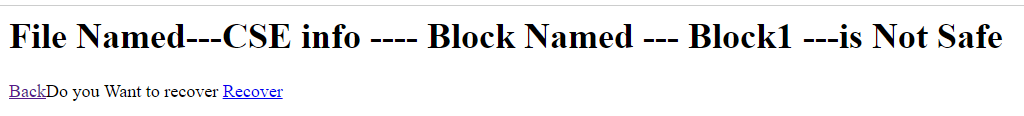 File Named---CSE info ---- Block Named --- Block1 ---is Not Safe
BackDo you Want to recover Recover